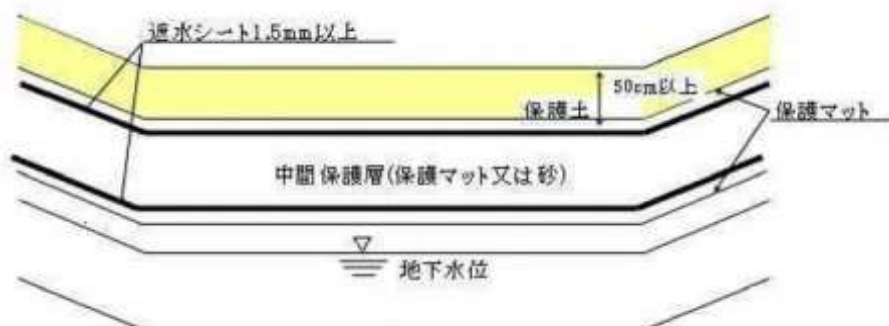 遮水シート1.5mm以上
50cm以上
保護土
保護マット
中間保護層(保護マット又は砂)
地下水位